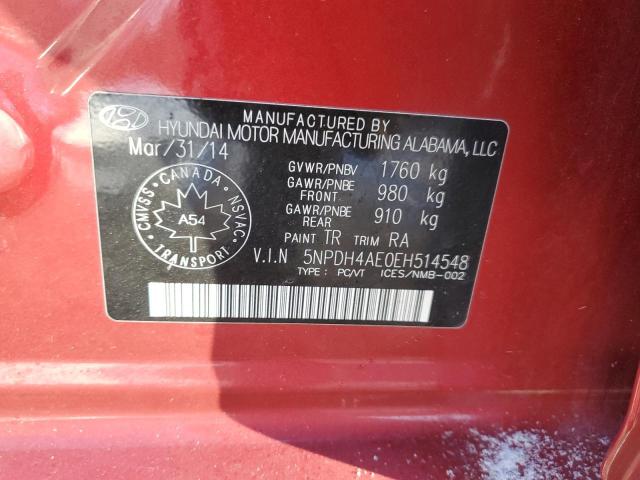 MANUFACTURED BY
HYUNDAI MOTOR MANUFACTURING ALABAMA, LLC
Mar/31/14
GVWR/PNBV 1760 kg
GAWR/PNBE FRONT 980 kg
GAWR/PNBE REAR 910 kg
PAINT TR TRIM RA
V.I.N 5NPDH4AE0EH514548
TYPE : PC/VT ICES/NMB-002
CANADA
CMVSS
NSVAC
A54
TRANSPORT